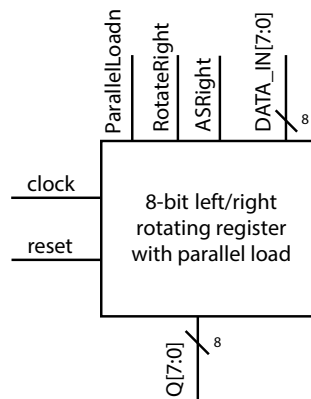 ParallelLoadn
RotateRight
ASRight
DATA_IN[7:0]
8
clock
reset
8-bit left/right
rotating register
with parallel load
Q[7:0]
8